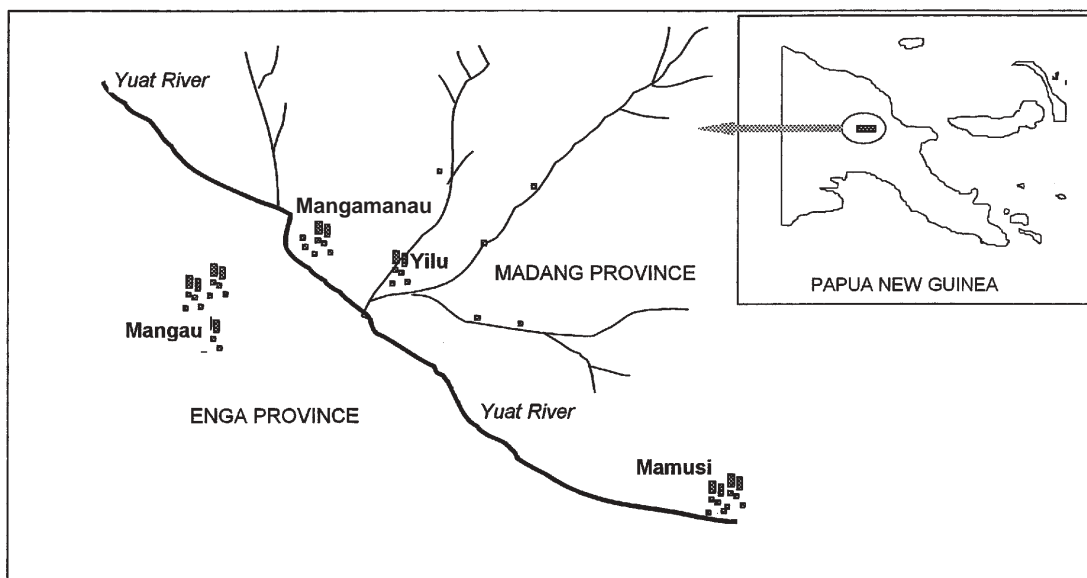 Yuat River
Mangamanau
Yilu
MADANG PROVINCE
PAPUA NEW GUINEA
Mangau
ENGA PROVINCE
Yuat River
Mamusi